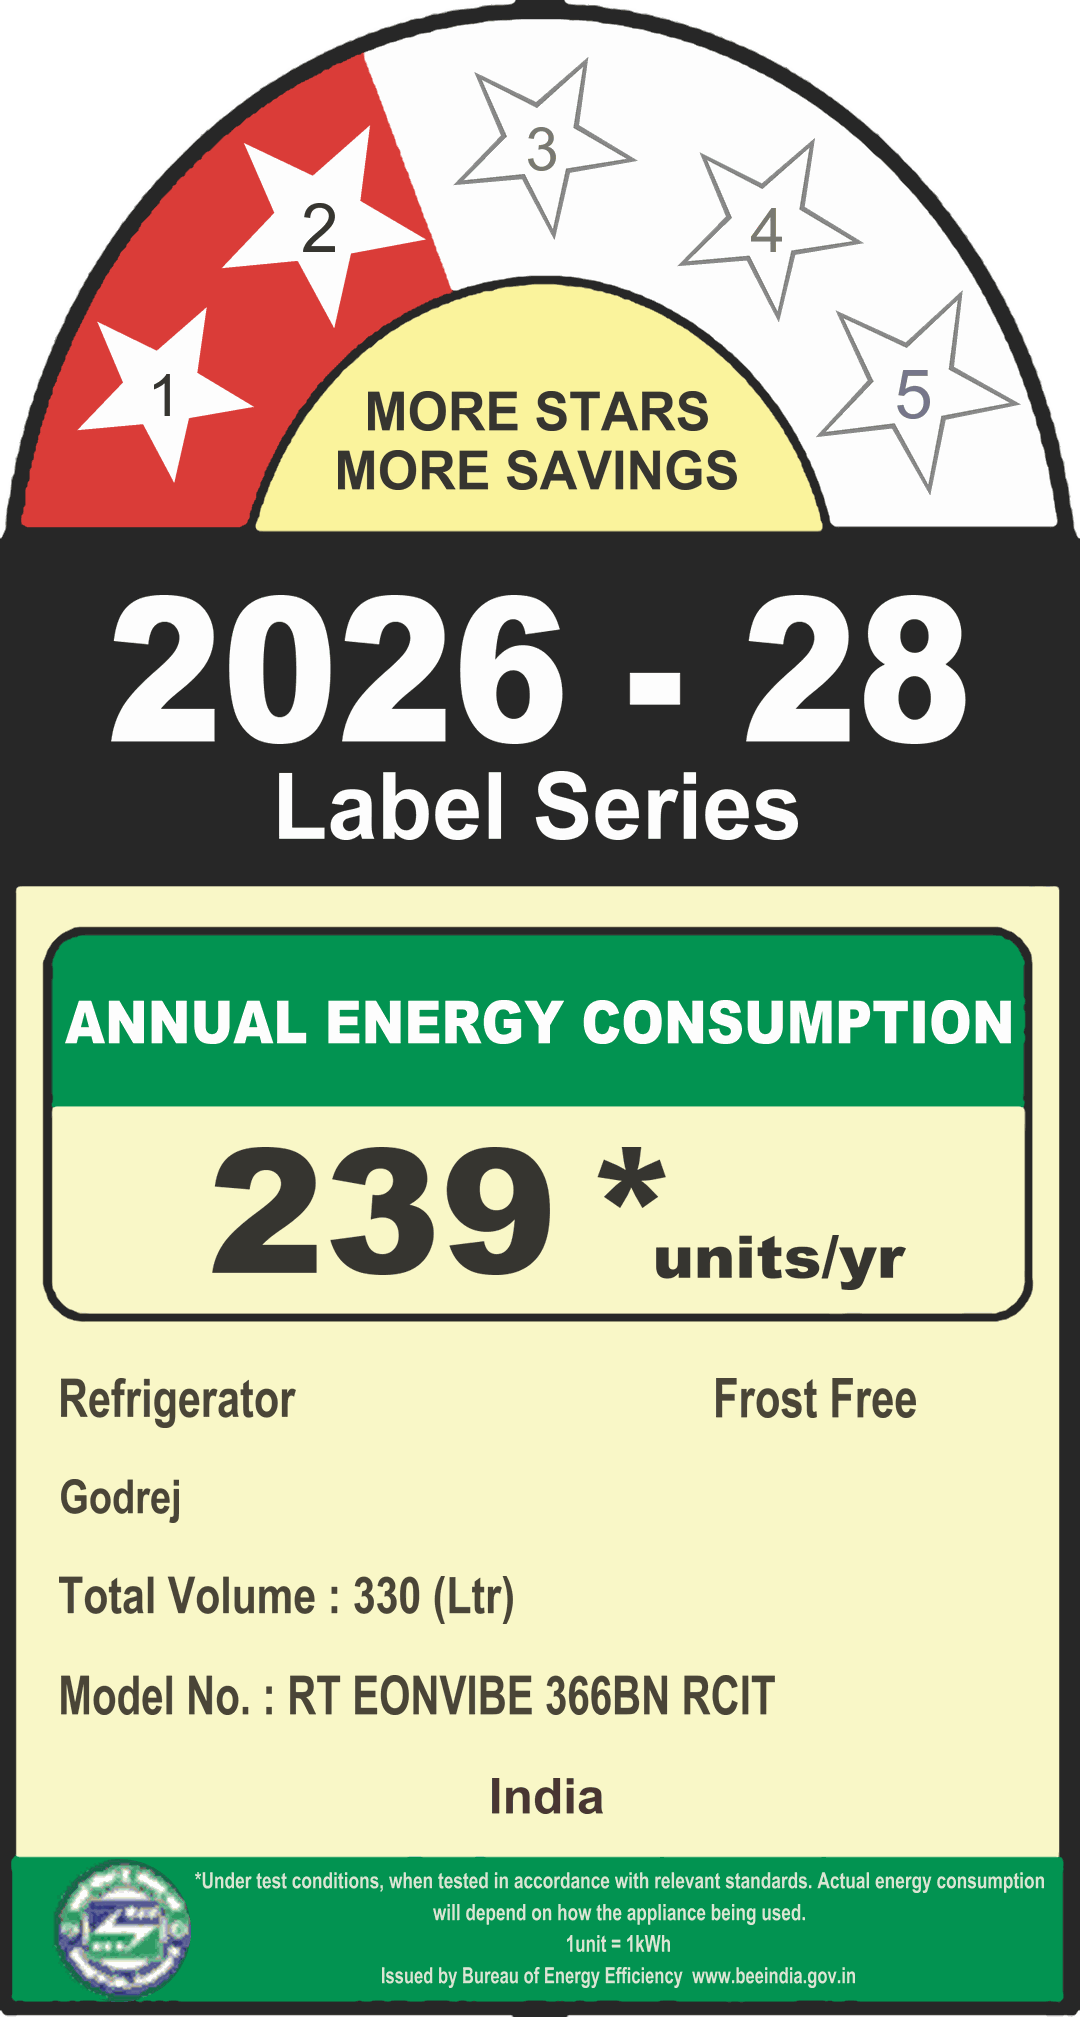 1
2
3
4
5
MORE STARS
MORE SAVINGS
2026 - 28
Label Series
ANNUAL ENERGY CONSUMPTION
239 * units/yr
Refrigerator Frost Free
Godrej
Total Volume : 330 (Ltr)
Model No. : RT EONVIBE 366BN RCIT
India
*Under test conditions, when tested in accordance with relevant standards. Actual energy consumption
will depend on how the appliance being used.
1unit = 1kWh
Issued by Bureau of Energy Efficiency www.beeindia.gov.in